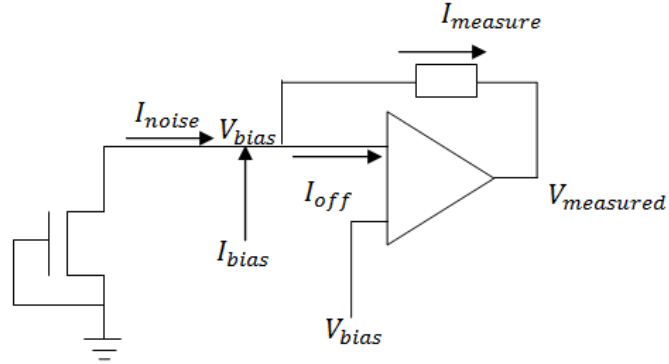 I_measure
I_noise
V_bias
I_off
V_measured
I_bias
V_bias